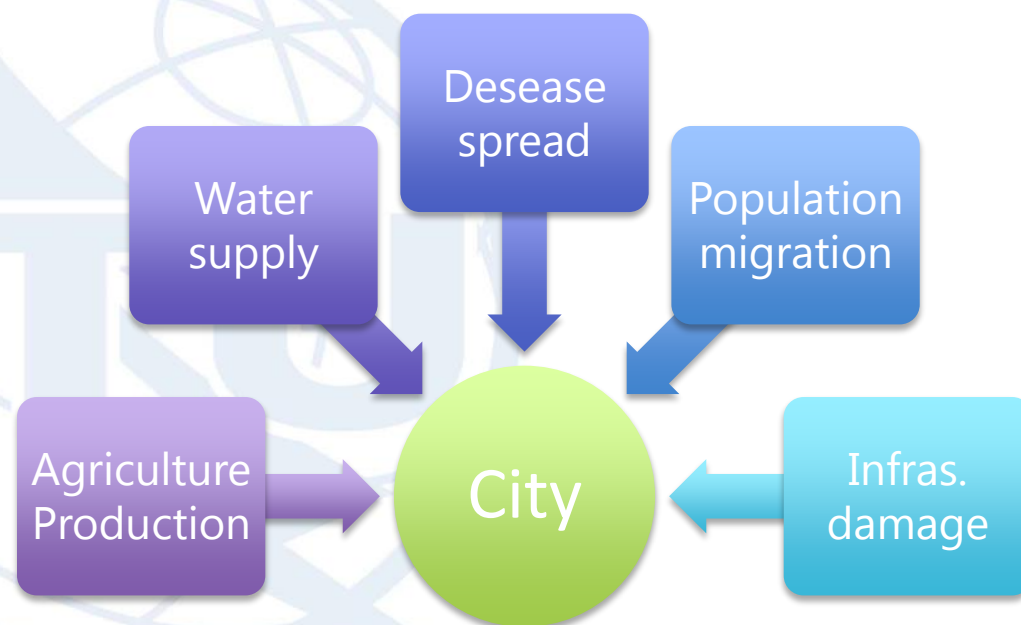 Desease
spread
Water
supply
Population
migration
Agriculture
Production
City
Infras.
damage